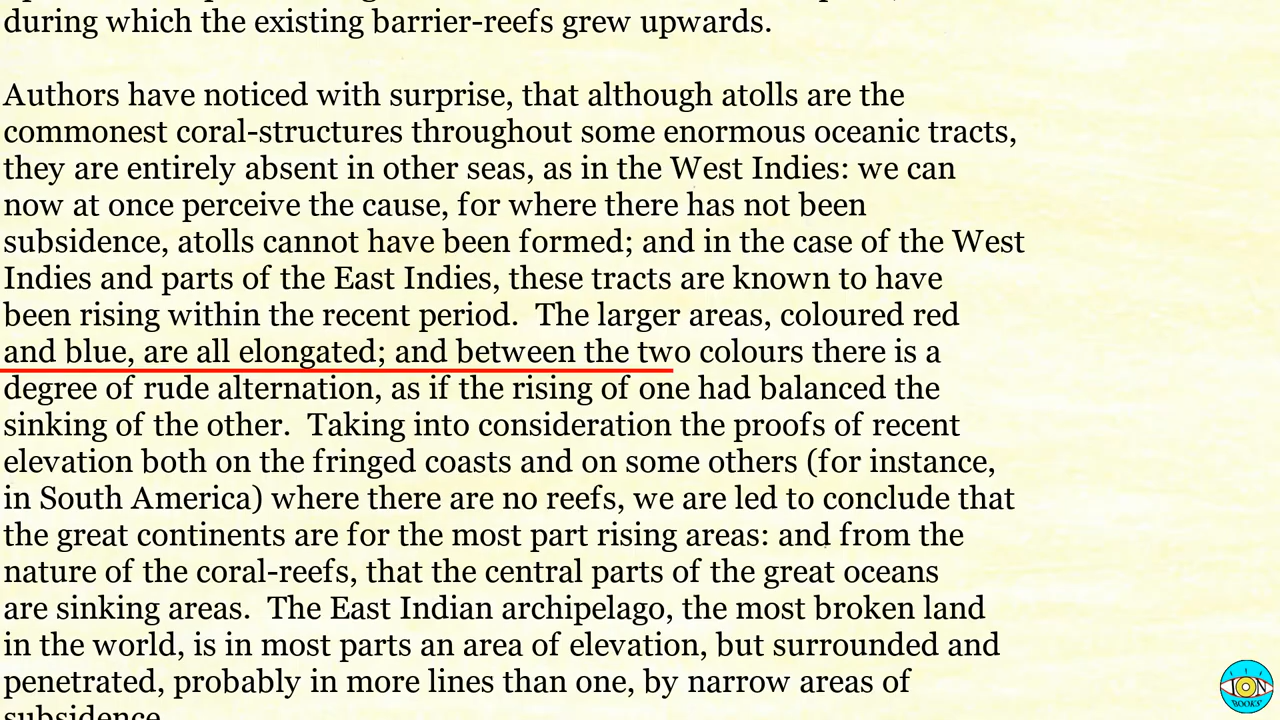 during which the existing barrier-reefs grew upwards.
Authors have noticed with surprise, that although atolls are the
commonest coral-structures throughout some enormous oceanic tracts,
they are entirely absent in other seas, as in the West Indies: we can
now at once perceive the cause, for where there has not been
subsidence, atolls cannot have been formed; and in the case of the West
Indies and parts of the East Indies, these tracts are known to have
been rising within the recent period.  The larger areas, coloured red
and blue, are all elongated; and between the two colours there is a
degree of rude alternation, as if the rising of one had balanced the
sinking of the other.  Taking into consideration the proofs of recent
elevation both on the fringed coasts and on some others (for instance,
in South America) where there are no reefs, we are led to conclude that
the great continents are for the most part rising areas: and from the
nature of the coral-reefs, that the central parts of the great oceans
are sinking areas.  The East Indian archipelago, the most broken land
in the world, is in most parts an area of elevation, but surrounded and
penetrated, probably in more lines than one, by narrow areas of
subsidence.
ION
BOOKS